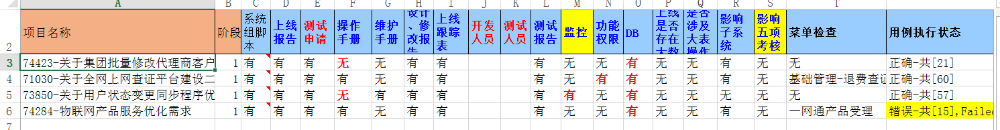 A B C D E F G H I J K L M N O P Q R S T
2 项目名称 阶段 系统组脚本 上线报告 测试申请 操作手册 维护手册 设计、修改报告 上线跟踪表 开发人员 测试人员 测试报告 监控 功能权限 DB 上线是否存在大数 是否涉及大表操作 影响子系统 影响五项考核 菜单检查 用例执行状态
3 74423-关于集团批量修改代理商客户 1 有 有 有 无 无 有 有 有 无 无 有 无 无 有 无 无 正确-共[21]
4 71030-关于全网上网查证平台建设二 1 有 有 有 有 无 有 有 有 无 有 有 无 无 无 无 基础管理-退费查证 正确-共[60]
5 73850-关于用户状态变更同步程序优 1 有 有 有 无 有 有 有 有 有 无 有 无 无 无 无 无 正确-共[57]
6 74284-物联网产品服务优化需求 1 有 有 有 有 无 有 有 有 无 无 有 无 无 有 无 一网通产品受理 错误-共[15],Failed
7